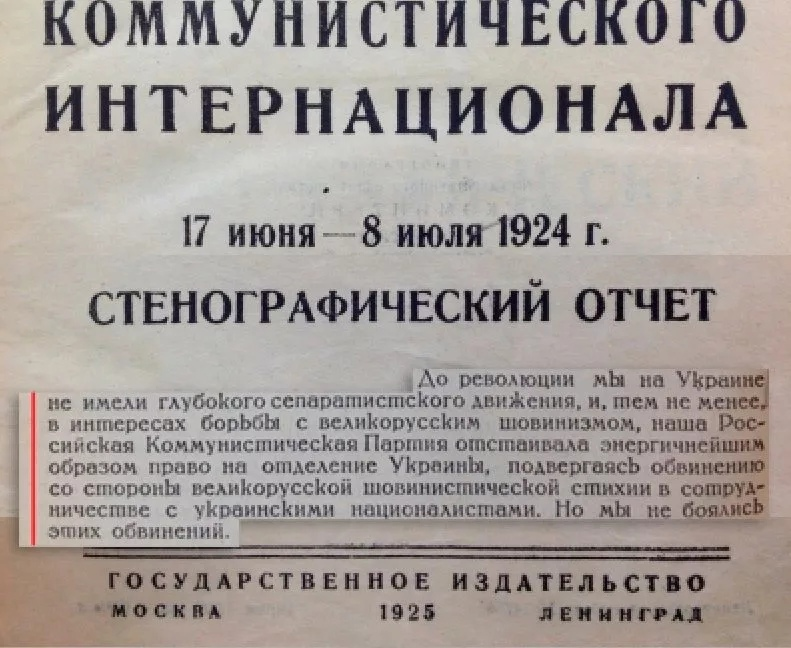 КОММУНИСТИЧЕСКОГО
ИНТЕРНАЦИОНАЛА
17 июня — 8 июля 1924 г.
СТЕНОГРАФИЧЕСКИЙ ОТЧЕТ
До революции мы на Украине
не имели глубокого сепаратистского движения, и, тем не менее,
в интересах борьбы с великорусским шовинизмом, наша Рос-
сийская Коммунистическая Партия отстаивала энергичнейшим
образом право на отделение Украины, подвергаясь обвинению
со стороны великорусской шовинистической стихии в сотруд-
ничестве с украинскими националистами. Но мы не боялись
этих обвинений.
ГОСУДАРСТВЕННОЕ ИЗДАТЕЛЬСТВО
МОСКВА 1925 ЛЕНИНГРАД